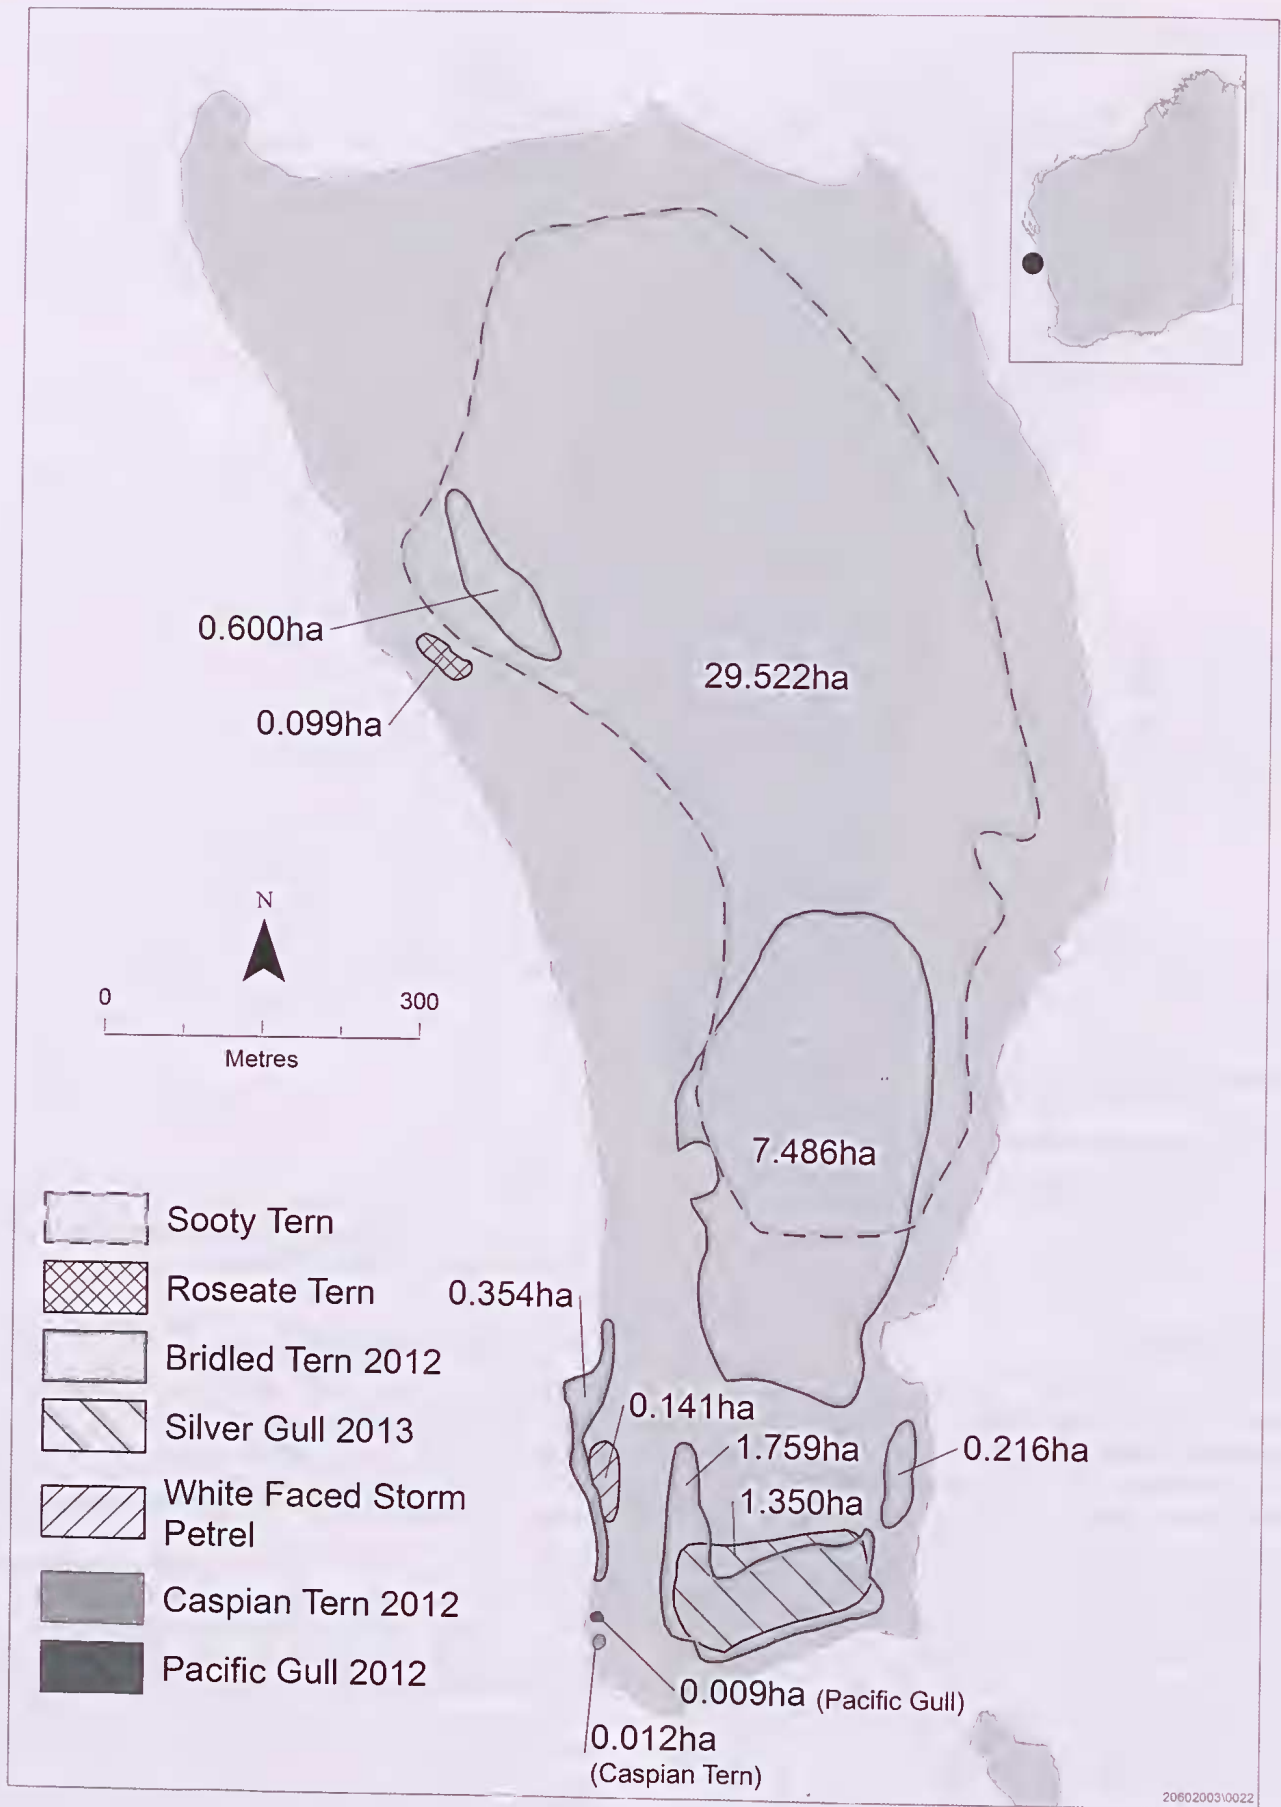 0.600ha
29.522ha
0.099ha
N
0 300
Metres
7.486ha
Sooty Tern
Roseate Tern
Bridled Tern 2012
Silver Gull 2013
White Faced Storm
Petrel
Caspian Tern 2012
Pacific Gull 2012
0.354ha
0.141ha
1.759ha
0.216ha
1.350ha
0.009ha (Pacific Gull)
0.012ha
(Caspian Tern)
20602003\0022